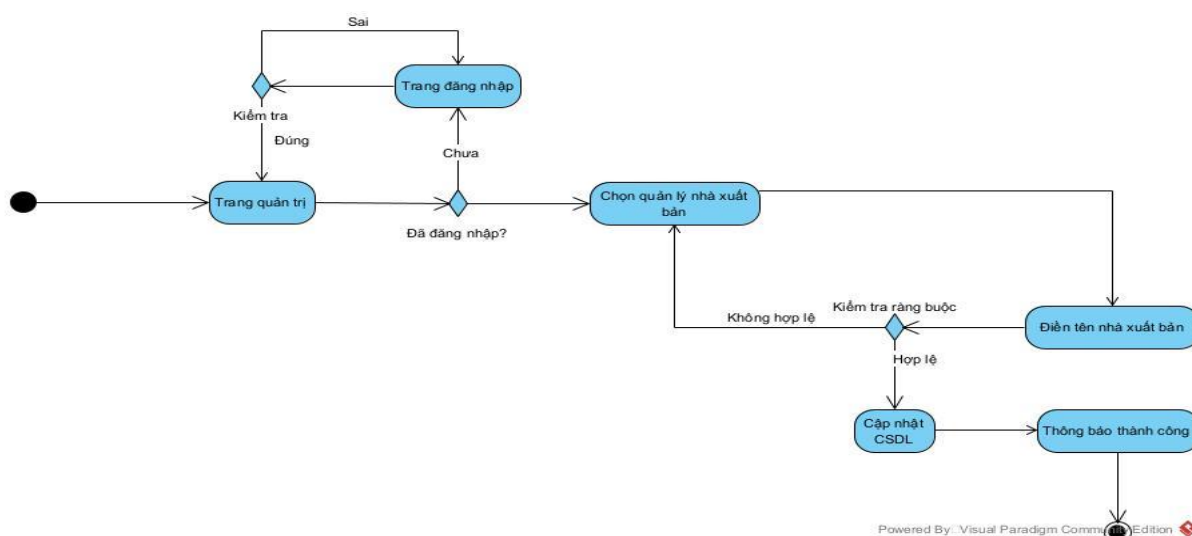 Sai
Trang đăng nhập
Kiểm tra
Đúng
Chưa
Trang quản trị
Đã đăng nhập?
Chọn quản lý nhà xuất
bản
Kiểm tra ràng buộc
Không hợp lệ
Điền tên nhà xuất bản
Hợp lệ
Cập nhật
CSDL
Thông báo thành công
Powered By Visual Paradigm Community Edition